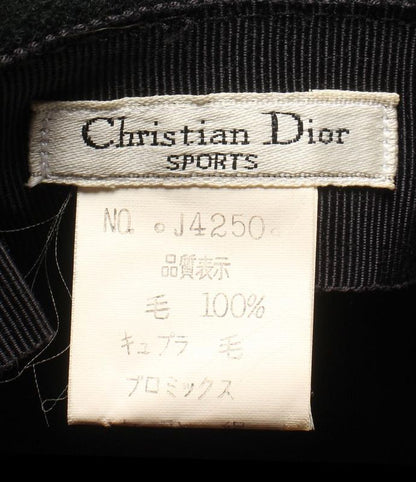 Christian Dior
SPORTS
NO. J4250
品質表示
毛 100%
キュプラ 毛
プロミックス